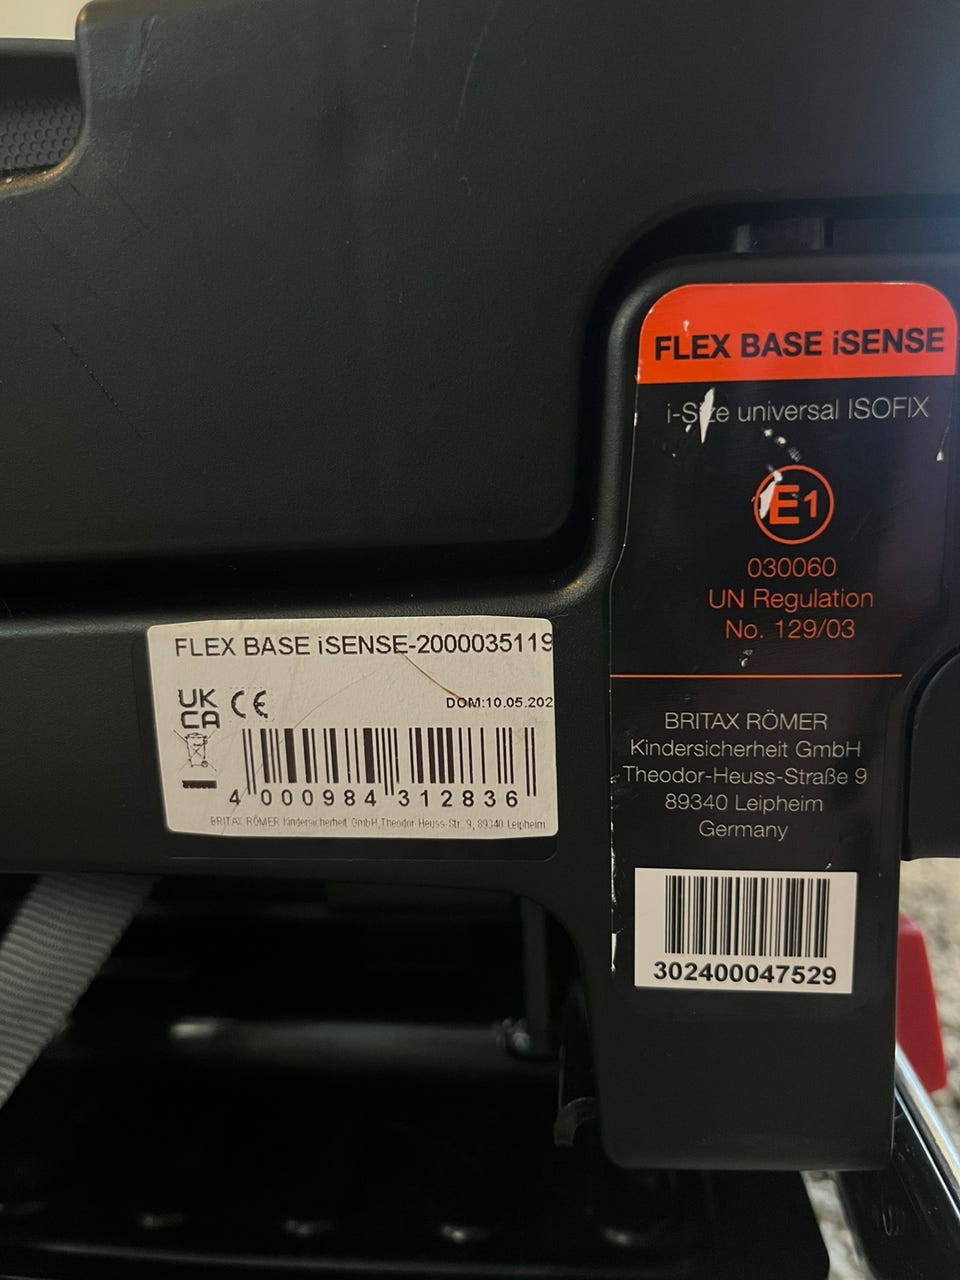 FLEX BASE iSENSE-2000035119
UK
CA
CE
DOM:10.05.202
4 000984 312836
BRITAX RÖMER Kindersicherheit GmbH,Theodor-Heuss-Str. 9, 89340 Leipheim
FLEX BASE iSENSE
i-Size universal ISOFIX
E1
030060
UN Regulation
No. 129/03
BRITAX RÖMER
Kindersicherheit GmbH
Theodor-Heuss-Straße 9
89340 Leipheim
Germany
302400047529